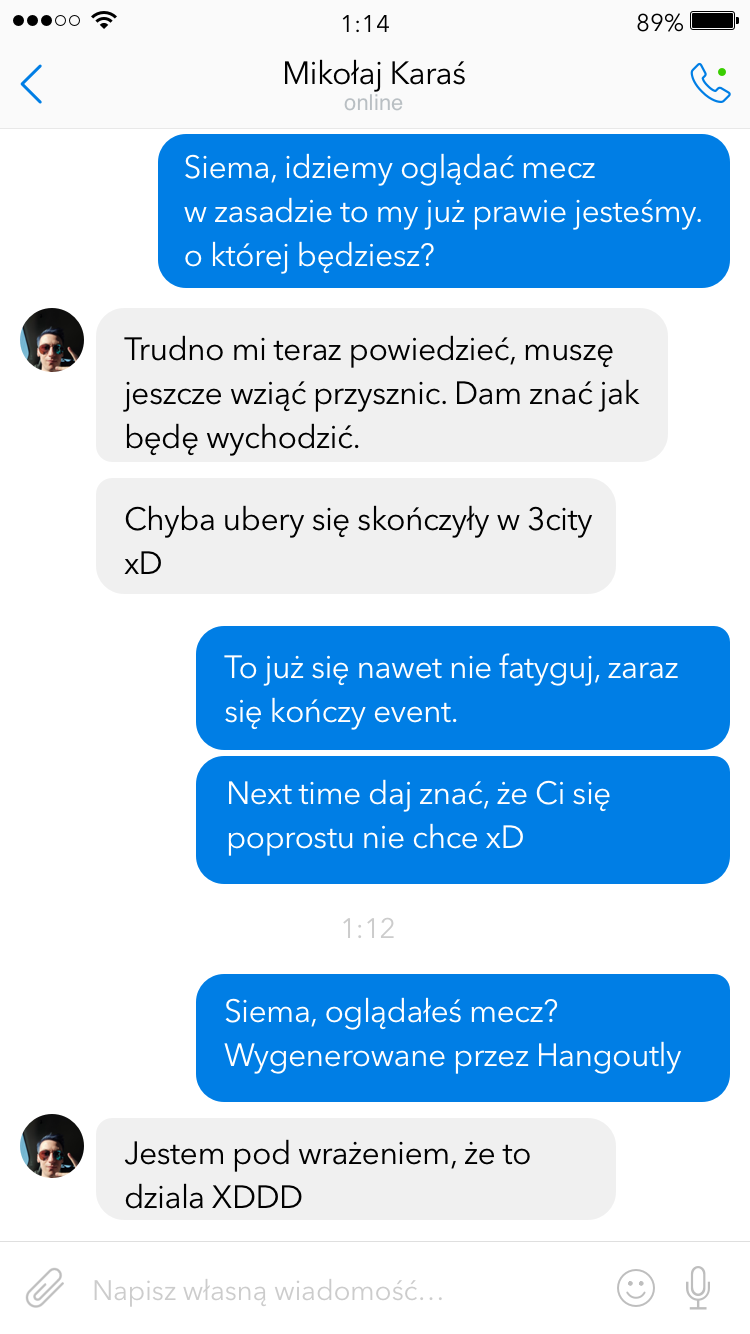 1:14
89%
Mikołaj Karaś
online
Siema, idziemy oglądać mecz
w zasadzie to my już prawie jesteśmy.
o której będziesz?
Trudno mi teraz powiedzieć, muszę
jeszcze wziąć przysznic. Dam znać jak
będę wychodzić.
Chyba ubery się skończyły w 3city
xD
To już się nawet nie fatyguj, zaraz
się kończy event.
Next time daj znać, że Ci się
poprostu nie chce xD
1:12
Siema, oglądałeś mecz?
Wygenerowane przez Hangoutly
Jestem pod wrażeniem, że to
dziala XDDD
Napisz własną wiadomość…